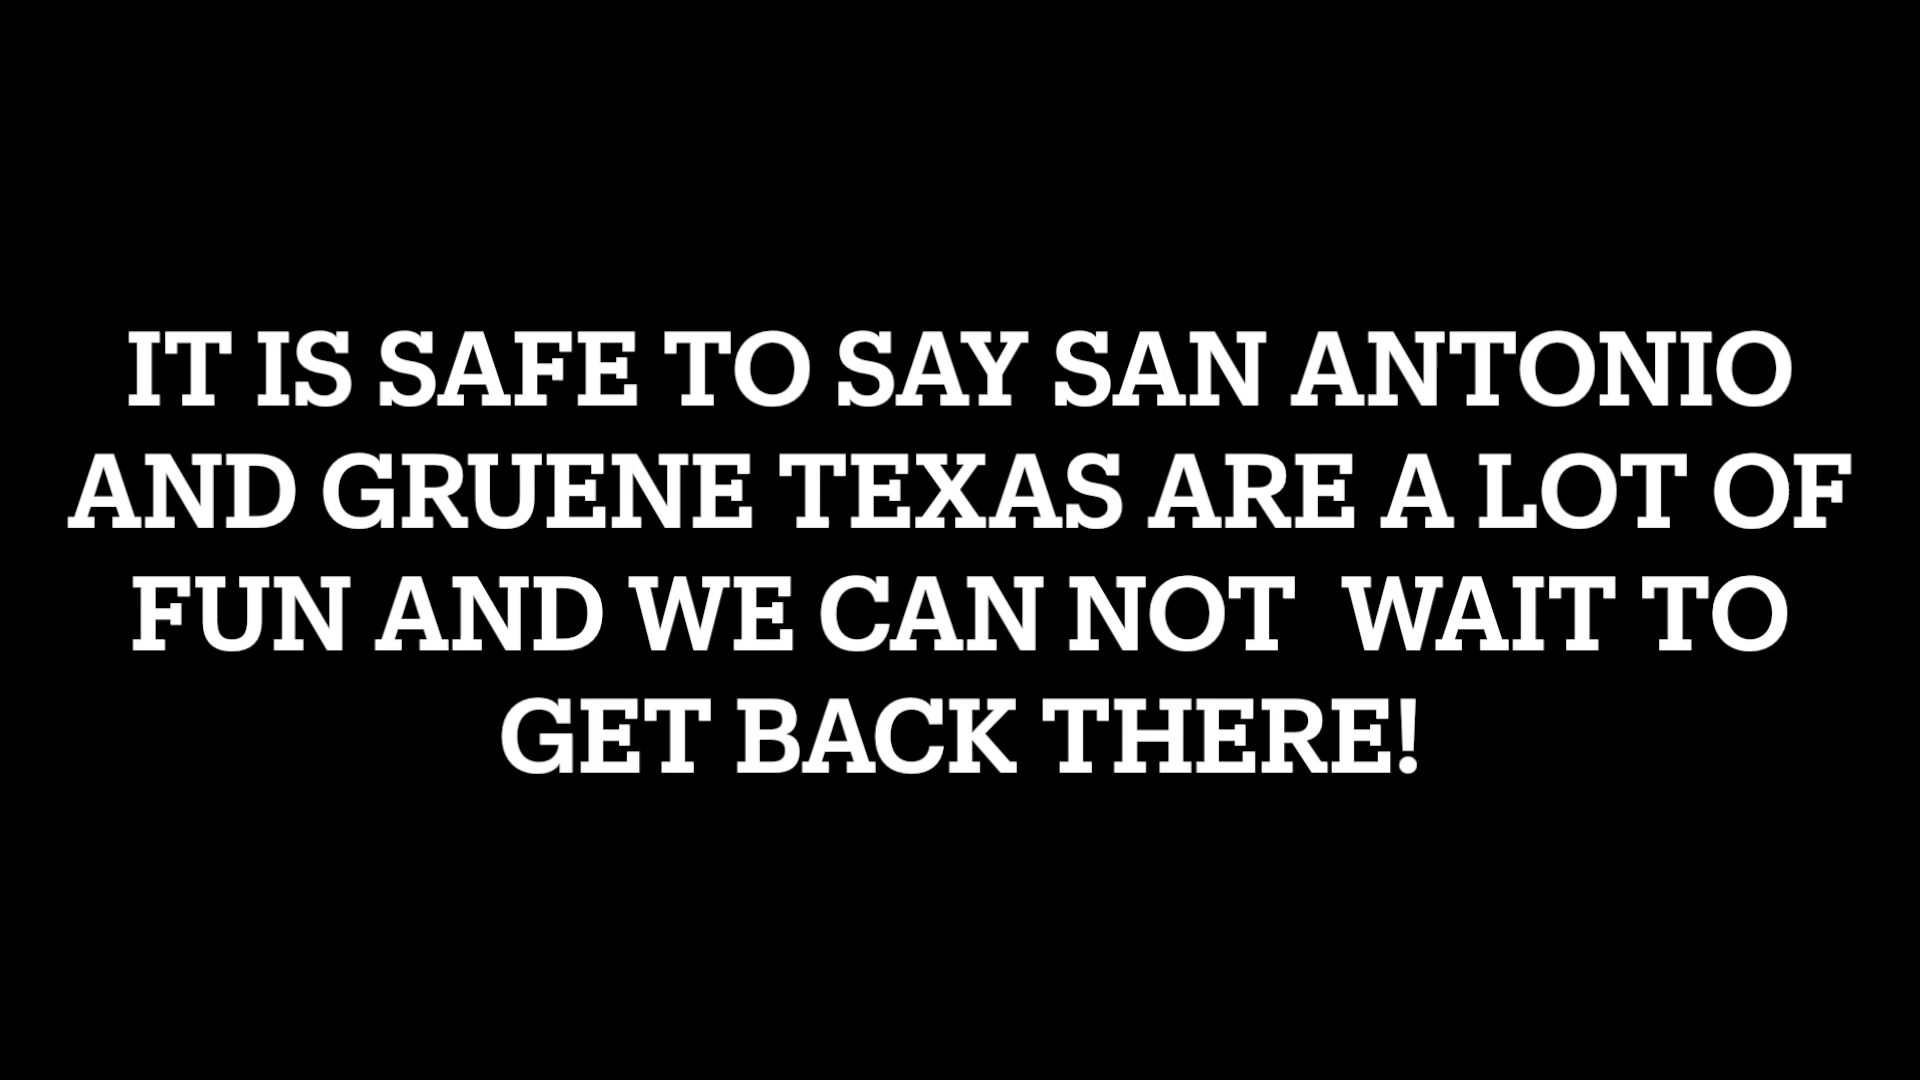 IT IS SAFE TO SAY SAN ANTONIO
AND GRUENE TEXAS ARE A LOT OF
FUN AND WE CAN NOT  WAIT TO
GET BACK THERE!